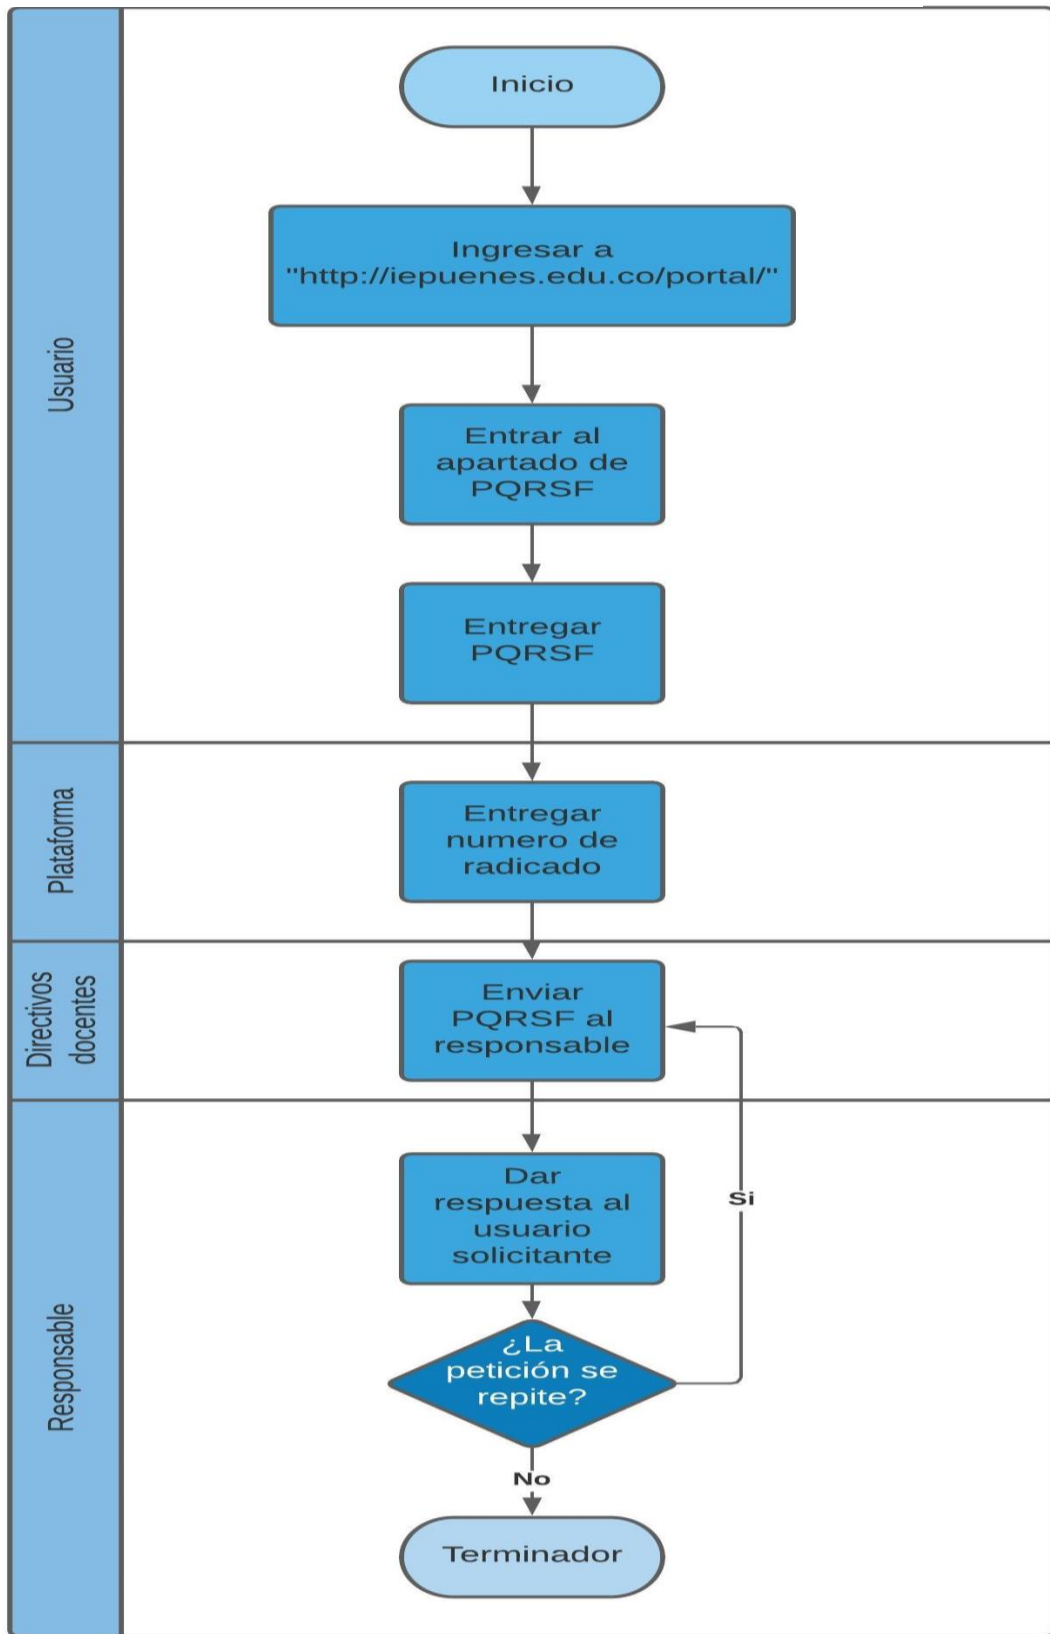 Usuario
Inicio
Ingresar a
"http://iepuenes.edu.co/portal/"
Entrar al
apartado de
PQRSF
Entregar
PQRSF
Plataforma
Entregar
numero de
radicado
Directivos
docentes
Enviar
PQRSF al
responsable
Responsable
Dar
respuesta al
usuario
solicitante
Si
¿La
petición se
repite?
No
Terminador